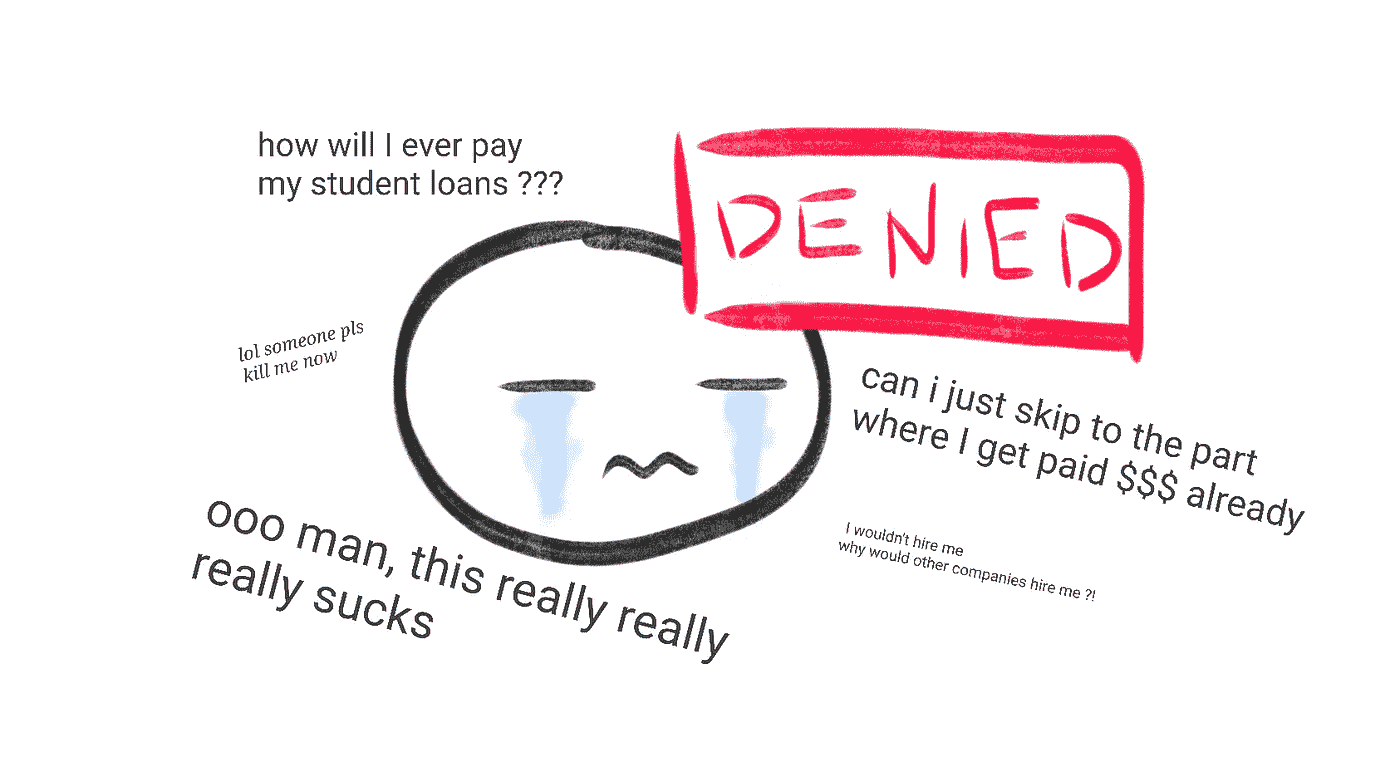 how will I ever pay
my student loans ???
DENIED
lol someone pls
kill me now
can i just skip to the part
where I get paid $$$ already
ooo man, this really really
really sucks
I wouldn't hire me
why would other companies hire me ?!